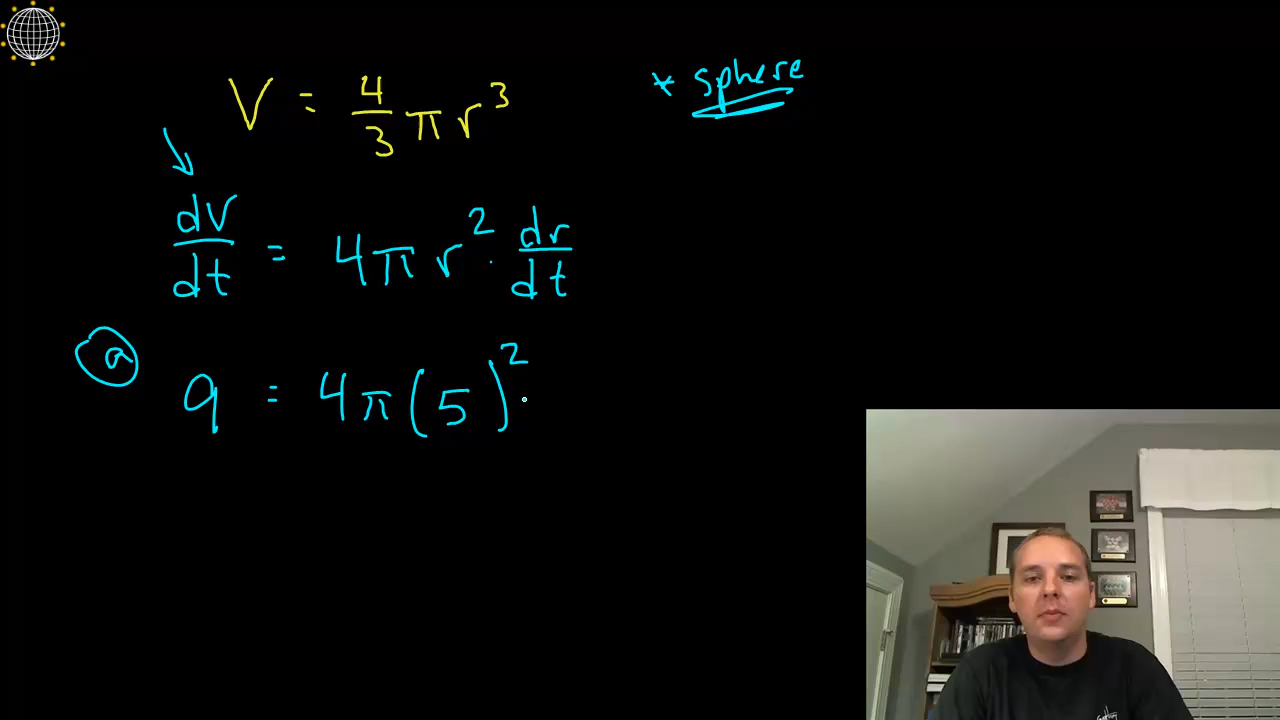 V = 4/3 π r³
* sphere
dV/dt = 4π r² · dr/dt
a
9 = 4π(5)² ·